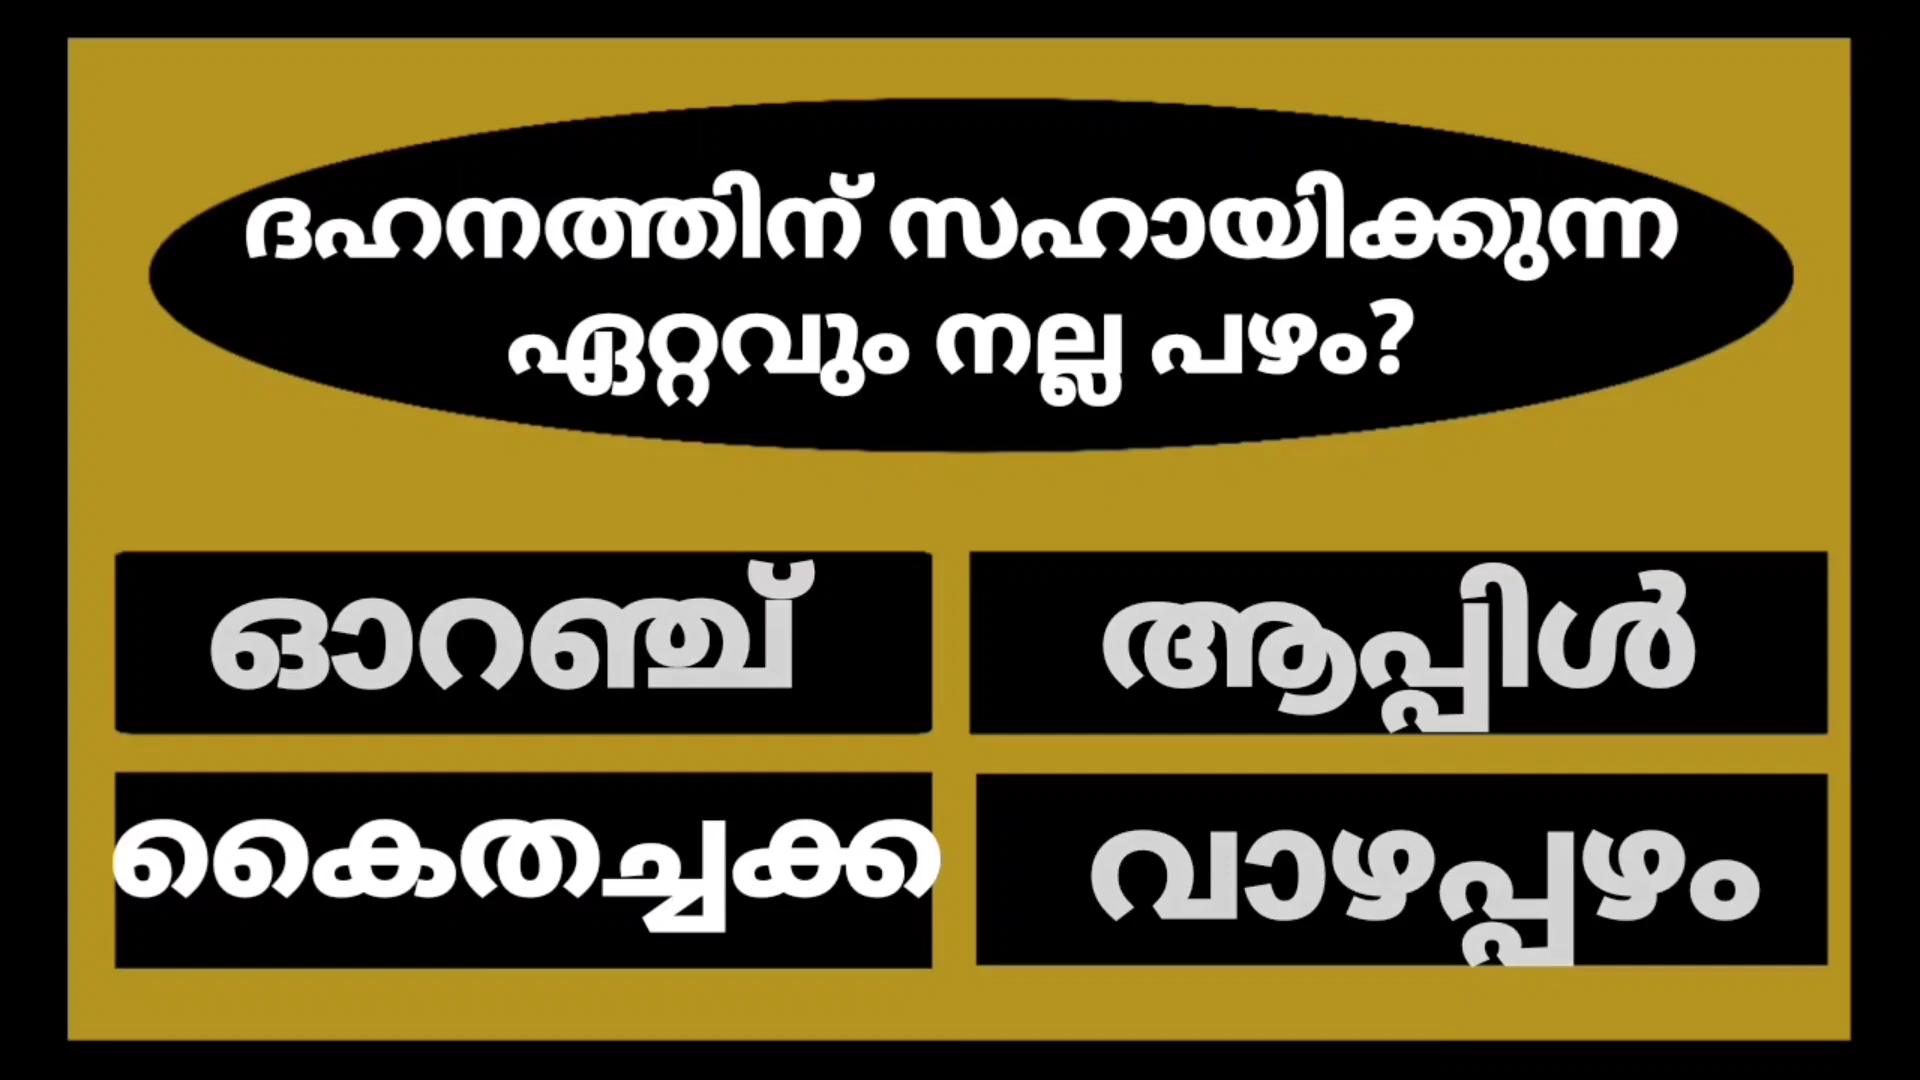 ദഹനത്തിന് സഹായിക്കുന്ന
ഏറ്റവും നല്ല പഴം?
ഓറഞ്ച്
ആപ്പിൾ
കൈതച്ചക്ക
വാഴപ്പഴം